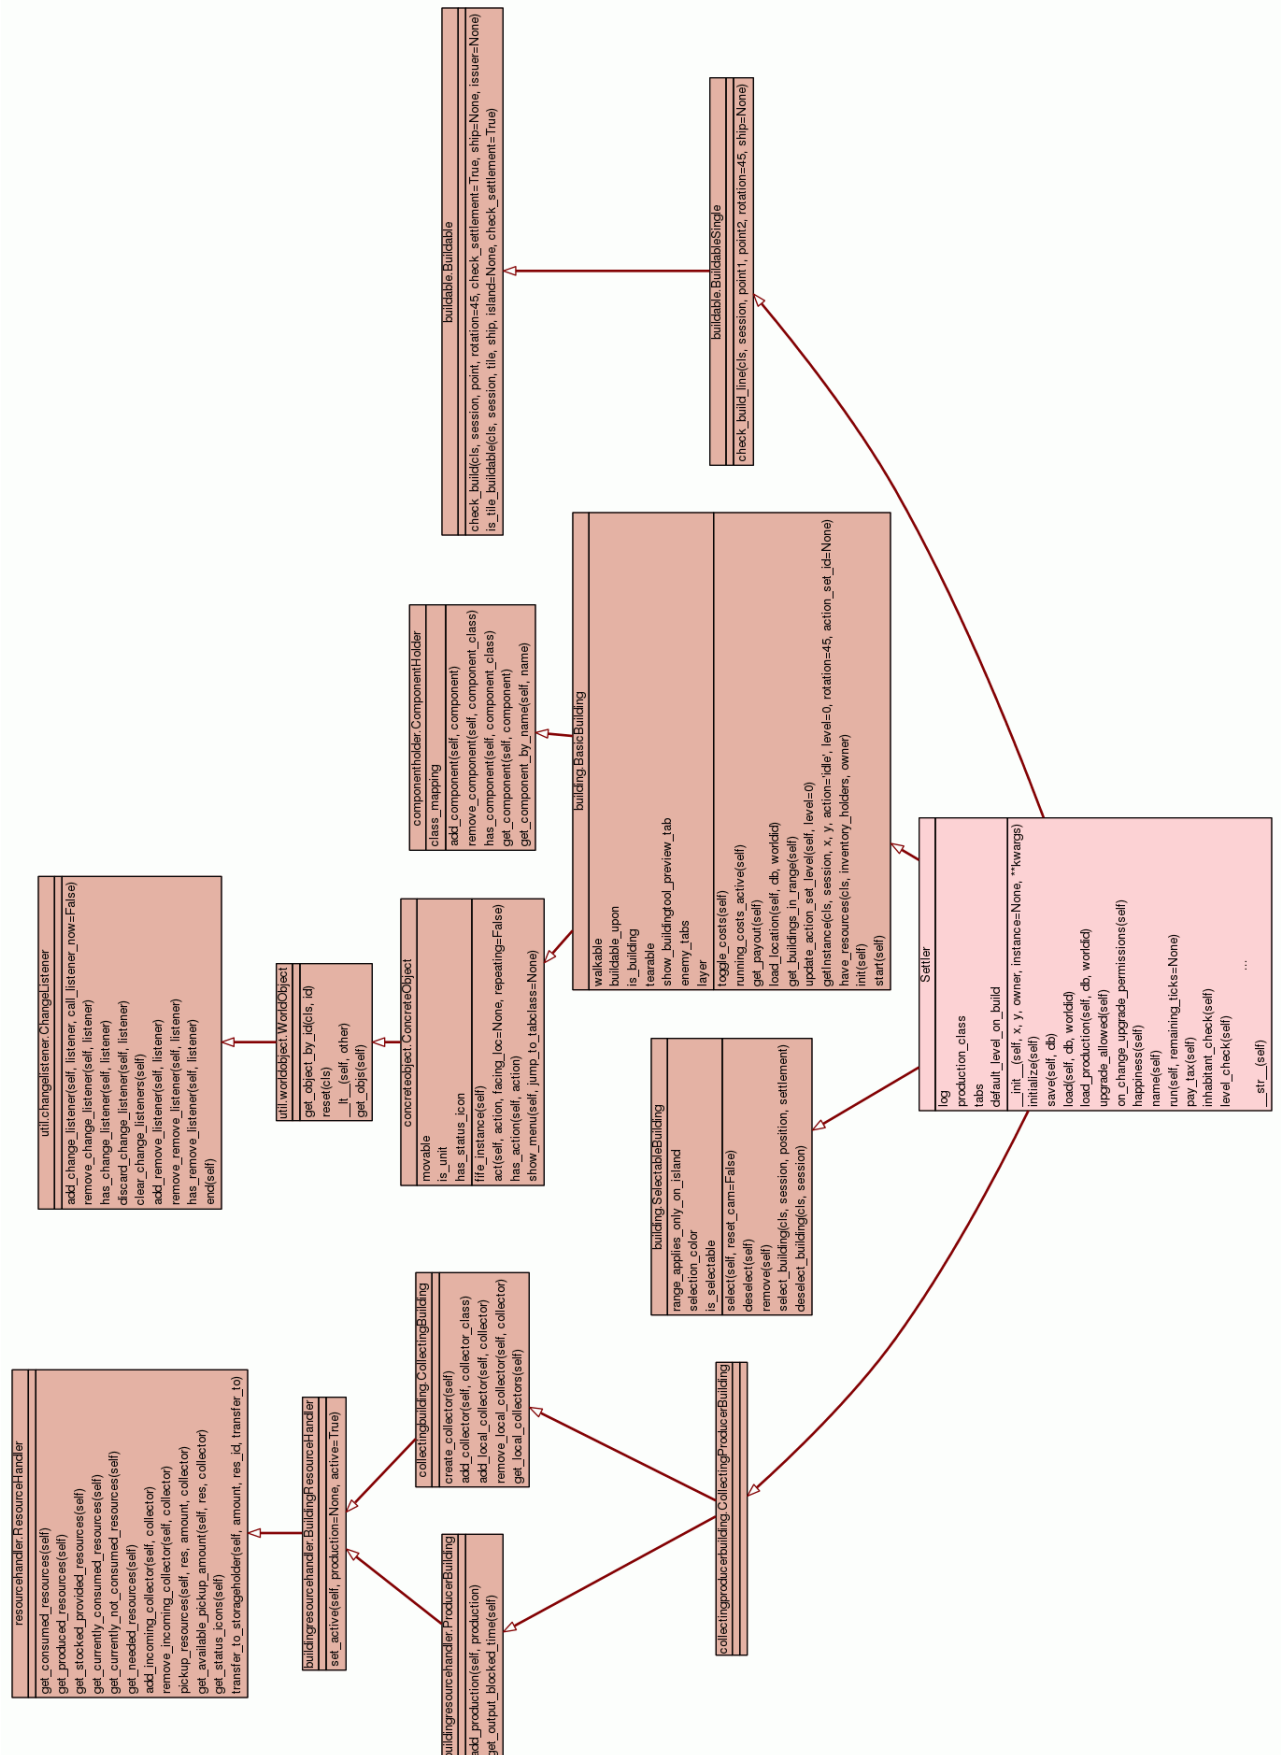 resourcehandler.ResourceHandler
get_consumed_resources(self)
get_produced_resources(self)
get_stocked_provided_resources(self)
get_currently_consumed_resources(self)
get_currently_not_consumed_resources(self)
get_needed_resources(self)
add_incoming_collector(self, collector)
remove_incoming_collector(self, collector)
pickup_resources(self, res, amount, collector)
get_available_pickup_amount(self, res, collector)
get_status_icons(self)
transfer_to_storageholder(self, amount, res_id, transfer_to)
util.changelistener.ChangeListener
add_change_listener(self, listener, call_listener_now=False)
remove_change_listener(self, listener)
has_change_listener(self, listener)
discard_change_listener(self, listener)
clear_change_listeners(self)
add_remove_listener(self, listener)
remove_remove_listener(self, listener)
has_remove_listener(self, listener)
end(self)
buildingresourcehandler.BuildingResourceHandler
set_active(self, production=None, active=True)
util.worldobject.WorldObject
get_object_by_id(cls, id)
reset(cls)
__lt__(self, other)
get_objs(self)
uildingresourcehandler.ProducerBuilding
add_production(self, production)
get_output_blocked_time(self)
collectingbuilding.CollectingBuilding
create_collector(self)
add_collector(self, collector_class)
add_local_collector(self, collector)
remove_local_collector(self, collector)
get_local_collectors(self)
concreteobject.ConcreteObject
movable
is_unit
has_status_icon
fife_instance(self)
act(self, action, facing_loc=None, repeating=False)
has_action(self, action)
show_menu(self, jump_to_tabclass=None)
componentholder.ComponentHolder
class_mapping
add_component(self, component)
remove_component(self, component_class)
has_component(self, component_class)
get_component(self, component)
get_component_by_name(self, name)
buildable.Buildable
check_build(cls, session, point, rotation=45, check_settlement=True, ship=None, issuer=None)
is_tile_buildable(cls, session, tile, ship, island=None, check_settlement=True)
collectingproducerbuilding.CollectingProducerBuilding
building.SelectableBuilding
range_applies_only_on_island
selection_color
is_selectable
select(self, reset_cam=False)
deselect(self)
remove(self)
select_building(cls, session, position, settlement)
deselect_building(cls, session)
building.BasicBuilding
walkable
buildable_upon
is_building
tearable
show_buildingtool_preview_tab
enemy_tabs
layer
toggle_costs(self)
running_costs_active(self)
get_payout(self)
load_location(self, db, worldid)
get_buildings_in_range(self)
update_action_set_level(self, level=0)
getInstance(cls, session, x, y, action='idle', level=0, rotation=45, action_set_id=None)
have_resources(cls, inventory_holders, owner)
init(self)
start(self)
buildable.BuildableSingle
check_build_line(cls, session, point1, point2, rotation=45, ship=None)
Settler
log
production_class
tabs
default_level_on_build
__init__(self, x, y, owner, instance=None, **kwargs)
initialize(self)
save(self, db)
load(self, db, worldid)
load_production(self, db, worldid)
upgrade_allowed(self)
on_change_upgrade_permissions(self)
happiness(self)
name(self)
run(self, remaining_ticks=None)
pay_tax(self)
inhabitant_check(self)
level_check(self)
...
__str__(self)